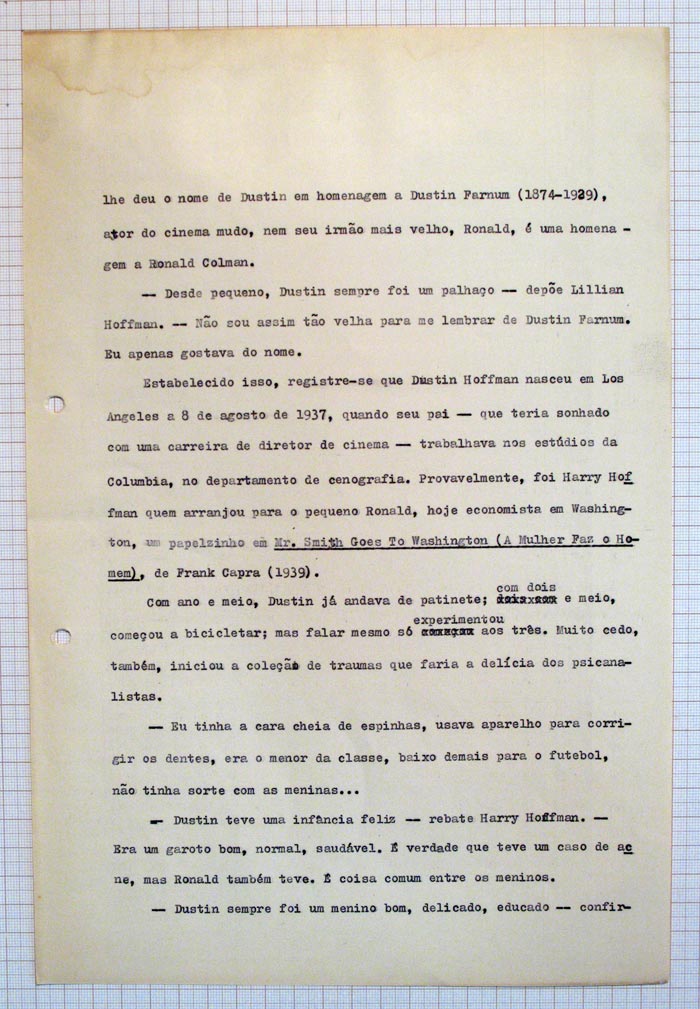 lhe deu o nome de Dustin em homenagem a Dustin Farnum (1874-1929),
ator do cinema mudo, nem seu irmão mais velho, Ronald, é uma homena -
gem a Ronald Colman.
— Desde pequeno, Dustin sempre foi um palhaço — depõe Lillian
Hoffman. — Não sou assim tão velha para me lembrar de Dustin Farnum.
Eu apenas gostava do nome.
Estabelecido isso, registre-se que Dustin Hoffman nasceu em Los
Angeles a 8 de agosto de 1937, quando seu pai — que teria sonhado
com uma carreira de diretor de cinema — trabalhava nos estúdios da
Columbia, no departamento de cenografia. Provavelmente, foi Harry Hof
fman quem arranjou para o pequeno Ronald, hoje economista em Washing-
ton, um papelzinho em Mr. Smith Goes To Washington (A Mulher Faz o Ho-
mem), de Frank Capra (1939).
com dois
Com ano e meio, Dustin já andava de patinete; e meio,
experimentou
começou a bicicletar; mas falar mesmo só aos três. Muito cedo,
também, iniciou a coleção de traumas que faria a delícia dos psicana-
listas.
— Eu tinha a cara cheia de espinhas, usava aparelho para corri-
gir os dentes, era o menor da classe, baixo demais para o futebol,
não tinha sorte com as meninas...
— Dustin teve uma infância feliz — rebate Harry Hoffman. —
Era um garoto bom, normal, saudável. É verdade que teve um caso de ac
ne, mas Ronald também teve. É coisa comum entre os meninos.
— Dustin sempre foi um menino bom, delicado, educado — confir-